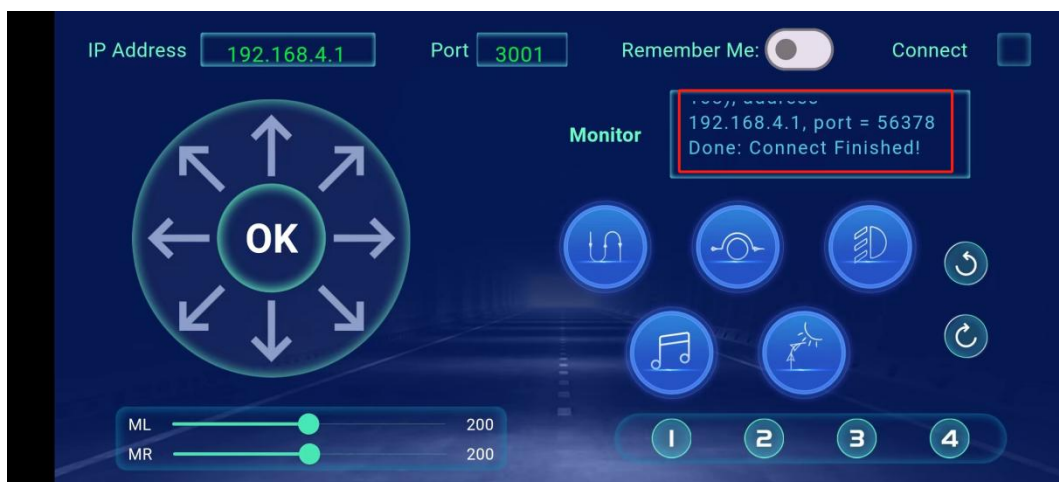 IP Address 192.168.4.1 Port 3001 Remember Me: Connect
Monitor
192.168.4.1, port = 56378
Done: Connect Finished!
OK
ML 200
MR 200
1 2 3 4